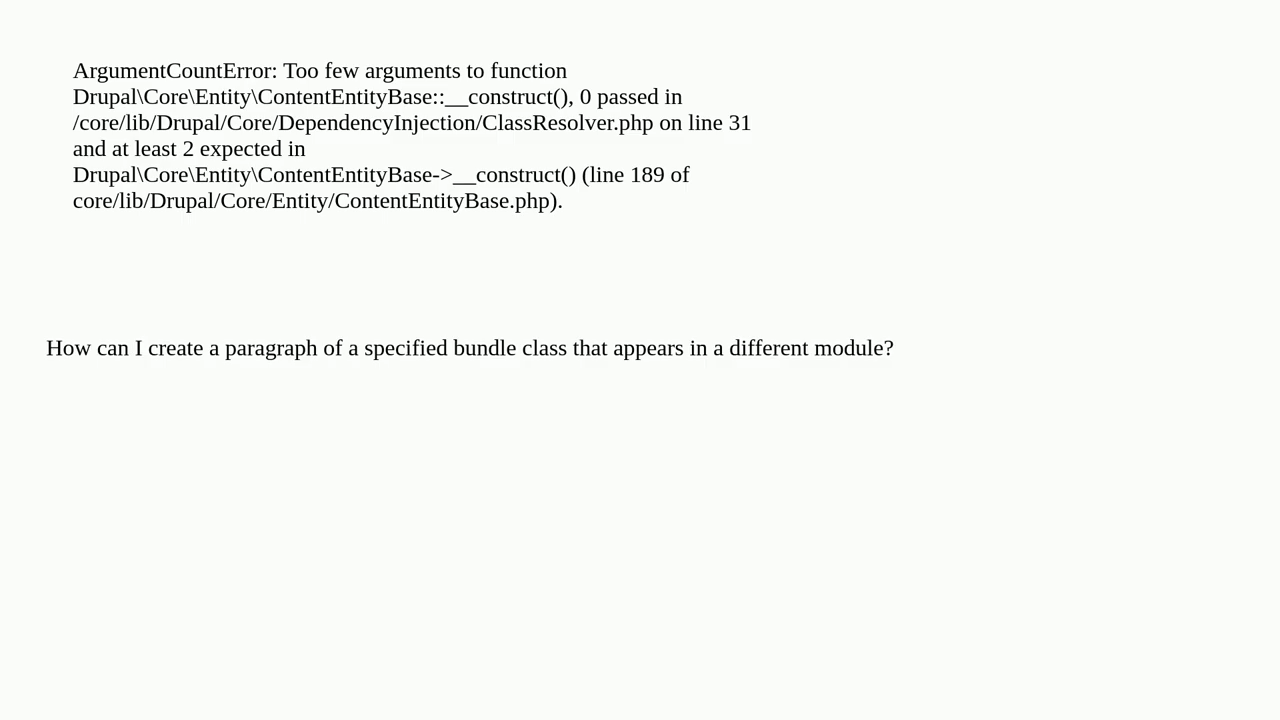 ArgumentCountError: Too few arguments to function
Drupal\Core\Entity\ContentEntityBase::__construct(), 0 passed in
/core/lib/Drupal/Core/DependencyInjection/ClassResolver.php on line 31
and at least 2 expected in
Drupal\Core\Entity\ContentEntityBase->__construct() (line 189 of
core/lib/Drupal/Core/Entity/ContentEntityBase.php).
How can I create a paragraph of a specified bundle class that appears in a different module?